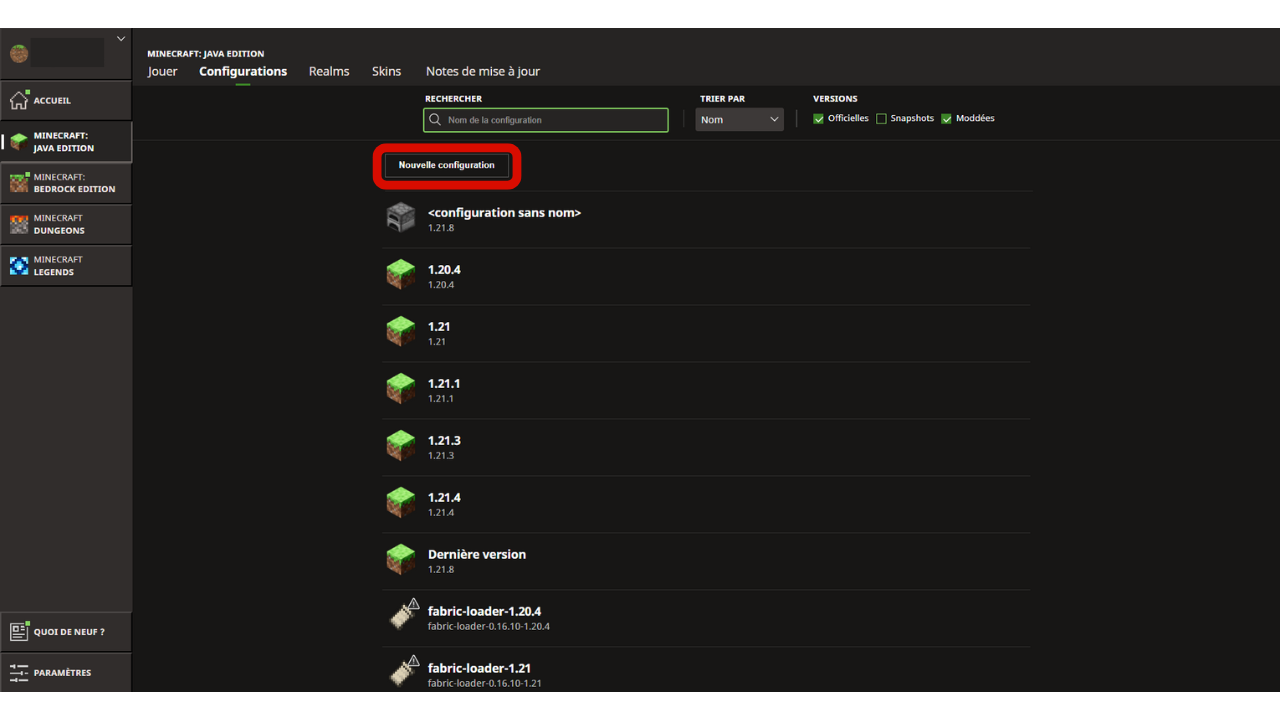 MINECRAFT: JAVA EDITION
Jouer Configurations Realms Skins Notes de mise à jour
ACCUEIL
MINECRAFT:
JAVA EDITION
MINECRAFT:
BEDROCK EDITION
MINECRAFT
DUNGEONS
MINECRAFT
LEGENDS
QUOI DE NEUF ?
PARAMÈTRES
RECHERCHER
Nom de la configuration
TRIER PAR
Nom
VERSIONS
Officielles Snapshots Moddées
Nouvelle configuration
<configuration sans nom>
1.21.8
1.20.4
1.20.4
1.21
1.21
1.21.1
1.21.1
1.21.3
1.21.3
1.21.4
1.21.4
Dernière version
1.21.8
fabric-loader-1.20.4
fabric-loader-0.16.10-1.20.4
fabric-loader-1.21
fabric-loader-0.16.10-1.21